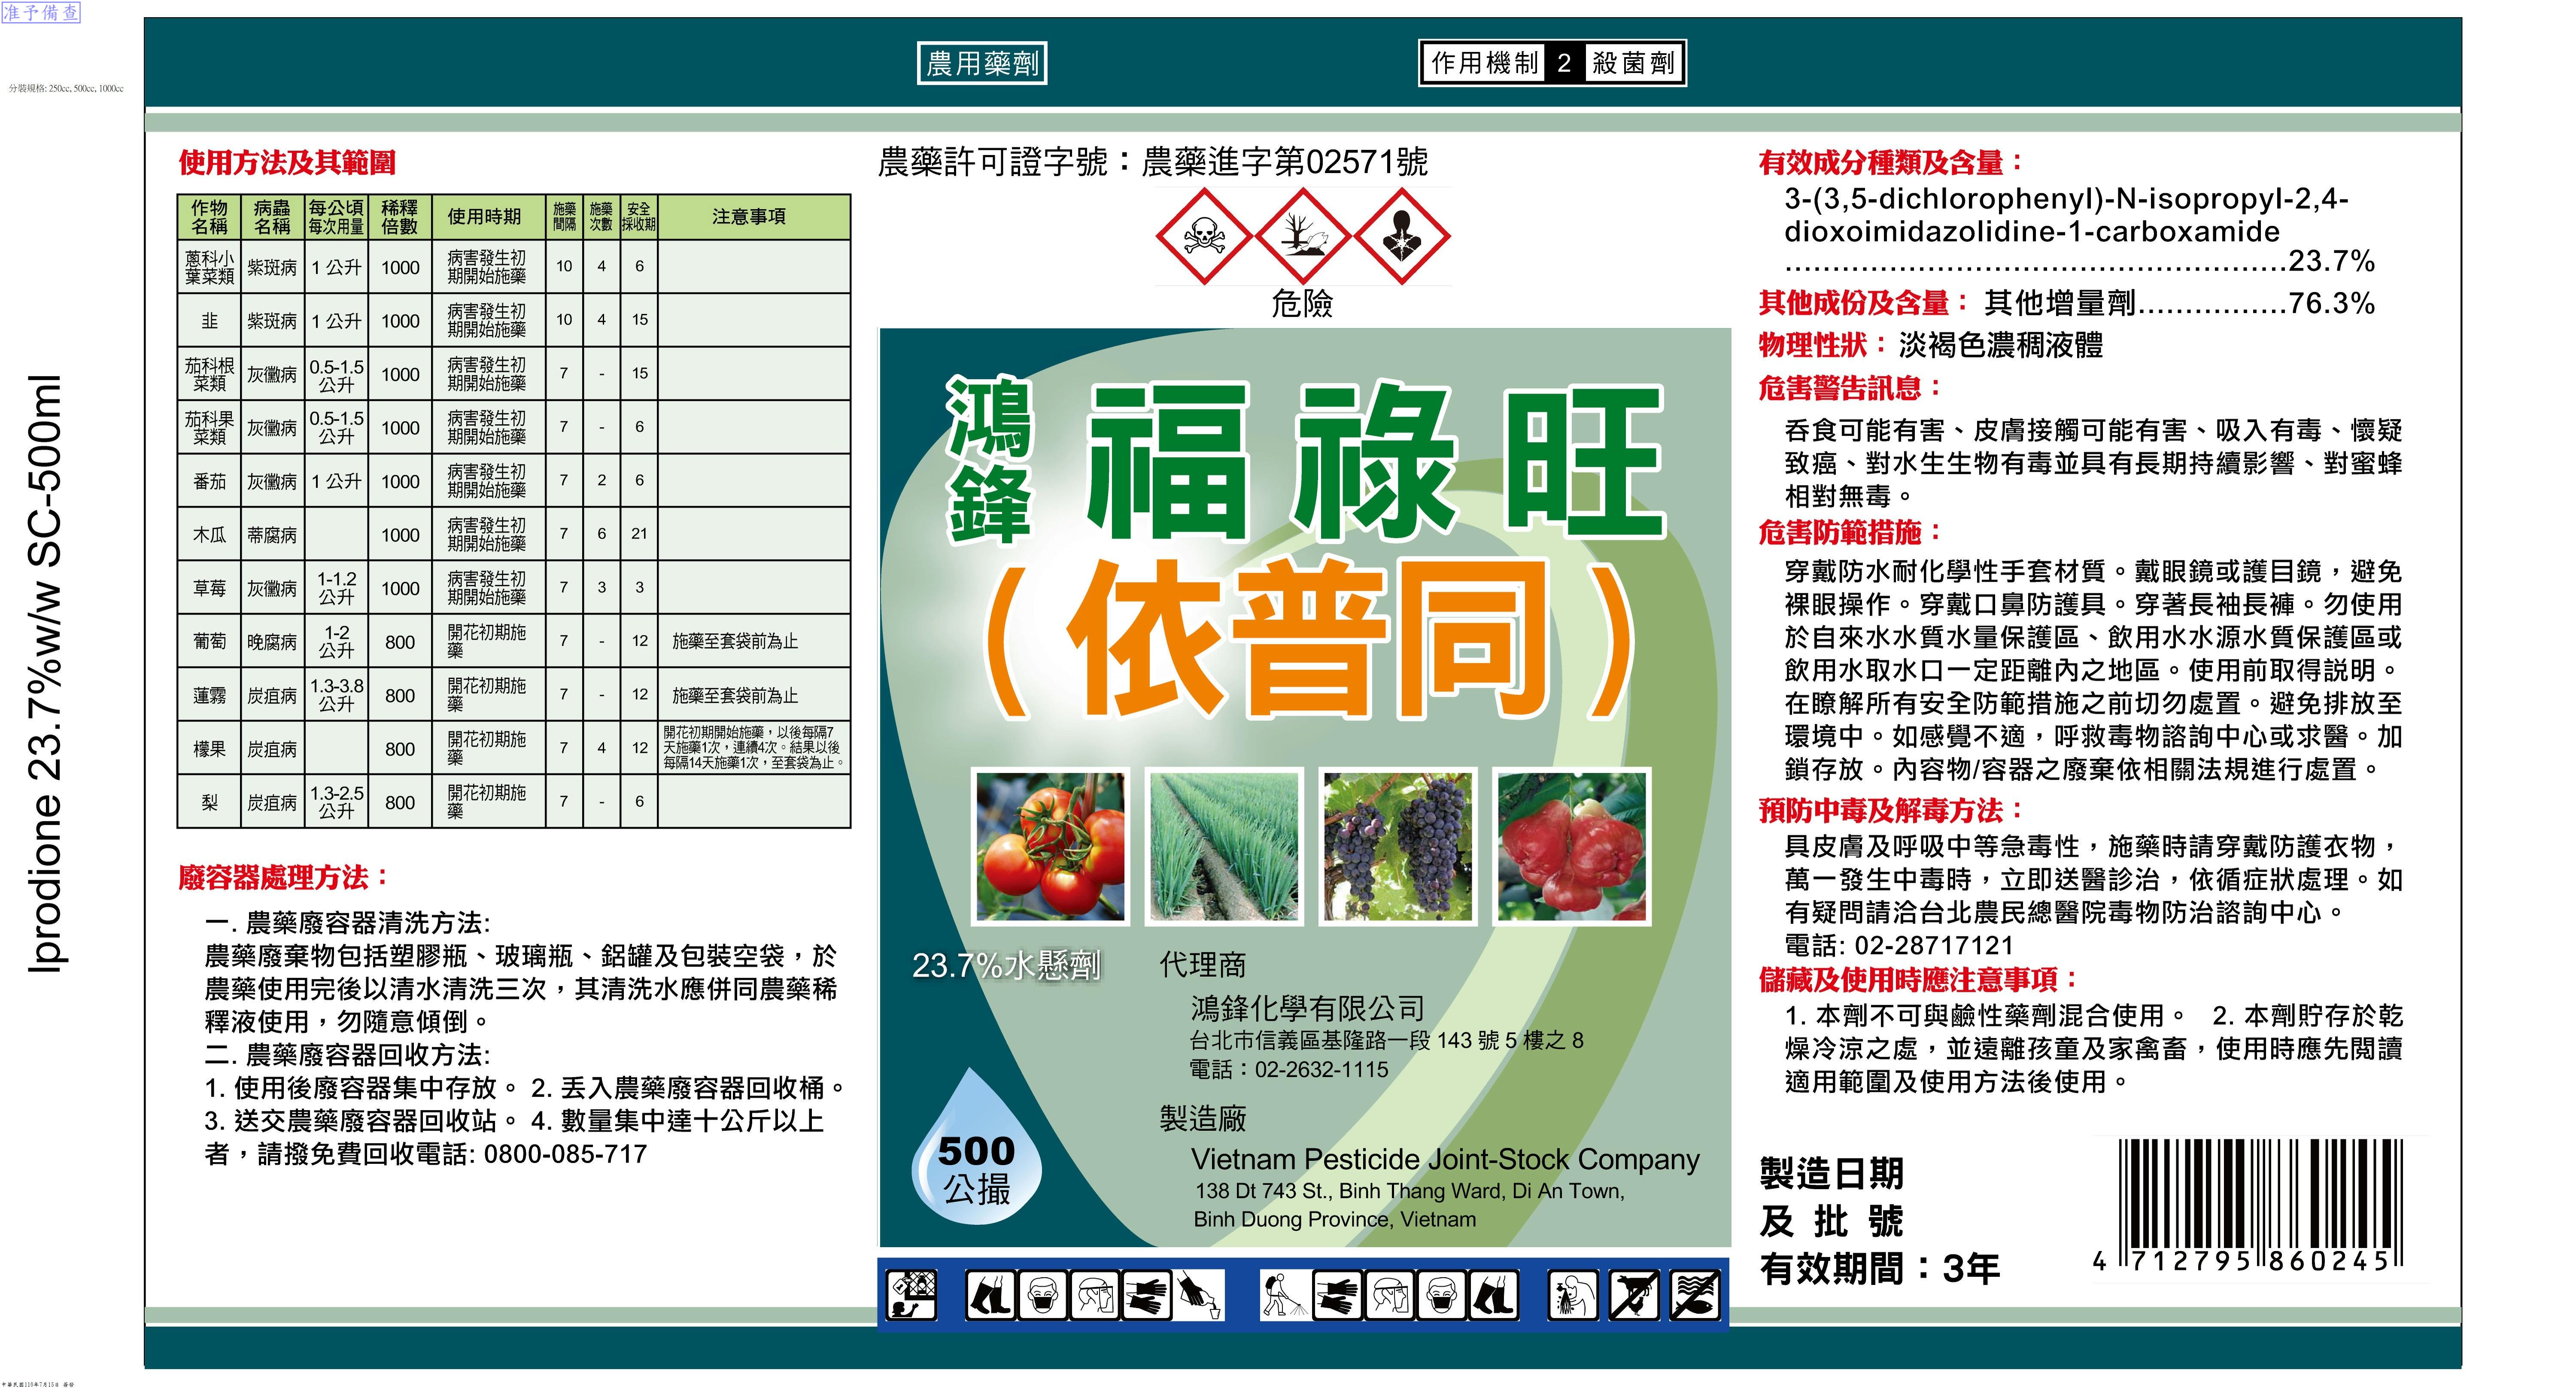 准予備查
分裝規格: 250cc, 500cc, 1000cc
Iprodione 23.7%w/w SC-500ml
農用藥劑
作用機制 2 殺菌劑
使用方法及其範圍
作物名稱 病蟲名稱 每公頃每次用量 稀釋倍數 使用時期 施藥間隔 施藥次數 安全採收期 注意事項
蔥科小葉菜類 紫斑病 1 公升 1000 病害發生初期開始施藥 10 4 6
韭 紫斑病 1 公升 1000 病害發生初期開始施藥 10 4 15
茄科根菜類 灰黴病 0.5-1.5公升 1000 病害發生初期開始施藥 7 - 15
茄科果菜類 灰黴病 0.5-1.5公升 1000 病害發生初期開始施藥 7 - 6
番茄 灰黴病 1 公升 1000 病害發生初期開始施藥 7 2 6
木瓜 蒂腐病 1000 病害發生初期開始施藥 7 6 21
草莓 灰黴病 1-1.2公升 1000 病害發生初期開始施藥 7 3 3
葡萄 晚腐病 1-2公升 800 開花初期施藥 7 - 12 施藥至套袋前為止
蓮霧 炭疽病 1.3-3.8公升 800 開花初期施藥 7 - 12 施藥至套袋前為止
檬果 炭疽病 800 開花初期施藥 7 4 12 開花初期開始施藥，以後每隔7天施藥1次，連續4次。結果以後每隔14天施藥1次，至套袋為止。
梨 炭疽病 1.3-2.5公升 800 開花初期施藥 7 - 6
廢容器處理方法：
一. 農藥廢容器清洗方法:
農藥廢棄物包括塑膠瓶、玻璃瓶、鋁罐及包裝空袋，於
農藥使用完後以清水清洗三次，其清洗水應併同農藥稀
釋液使用，勿隨意傾倒。
二. 農藥廢容器回收方法:
1. 使用後廢容器集中存放。 2. 丟入農藥廢容器回收桶。
3. 送交農藥廢容器回收站。 4. 數量集中達十公斤以上
者，請撥免費回收電話: 0800-085-717
農藥許可證字號：農藥進字第02571號
危險
鴻鋒 福祿旺
(依普同)
23.7%水懸劑
500
公撮
代理商
鴻鋒化學有限公司
台北市信義區基隆路一段 143 號 5 樓之 8
電話：02-2632-1115
製造廠
Vietnam Pesticide Joint-Stock Company
138 Dt 743 St., Binh Thang Ward, Di An Town,
Binh Duong Province, Vietnam
有效成分種類及含量：
3-(3,5-dichlorophenyl)-N-isopropyl-2,4-
dioxoimidazolidine-1-carboxamide
....................................................23.7%
其他成份及含量： 其他增量劑................76.3%
物理性狀： 淡褐色濃稠液體
危害警告訊息：
吞食可能有害、皮膚接觸可能有害、吸入有毒、懷疑
致癌、對水生生物有毒並具有長期持續影響、對蜜蜂
相對無毒。
危害防範措施：
穿戴防水耐化學性手套材質。戴眼鏡或護目鏡，避免
裸眼操作。穿戴口鼻防護具。穿著長袖長褲。勿使用
於自來水水質水量保護區、飲用水水源水質保護區或
飲用水取水口一定距離內之地區。使用前取得説明。
在瞭解所有安全防範措施之前切勿處置。避免排放至
環境中。如感覺不適，呼救毒物諮詢中心或求醫。加
鎖存放。內容物/容器之廢棄依相關法規進行處置。
預防中毒及解毒方法：
具皮膚及呼吸中等急毒性，施藥時請穿戴防護衣物，
萬一發生中毒時，立即送醫診治，依循症狀處理。如
有疑問請洽台北農民總醫院毒物防治諮詢中心。
電話: 02-28717121
儲藏及使用時應注意事項：
1. 本劑不可與鹼性藥劑混合使用。 2. 本劑貯存於乾
燥冷涼之處，並遠離孩童及家禽畜，使用時應先閱讀
適用範圍及使用方法後使用。
製造日期
及 批 號
有效期間：3年
4 712795 860245